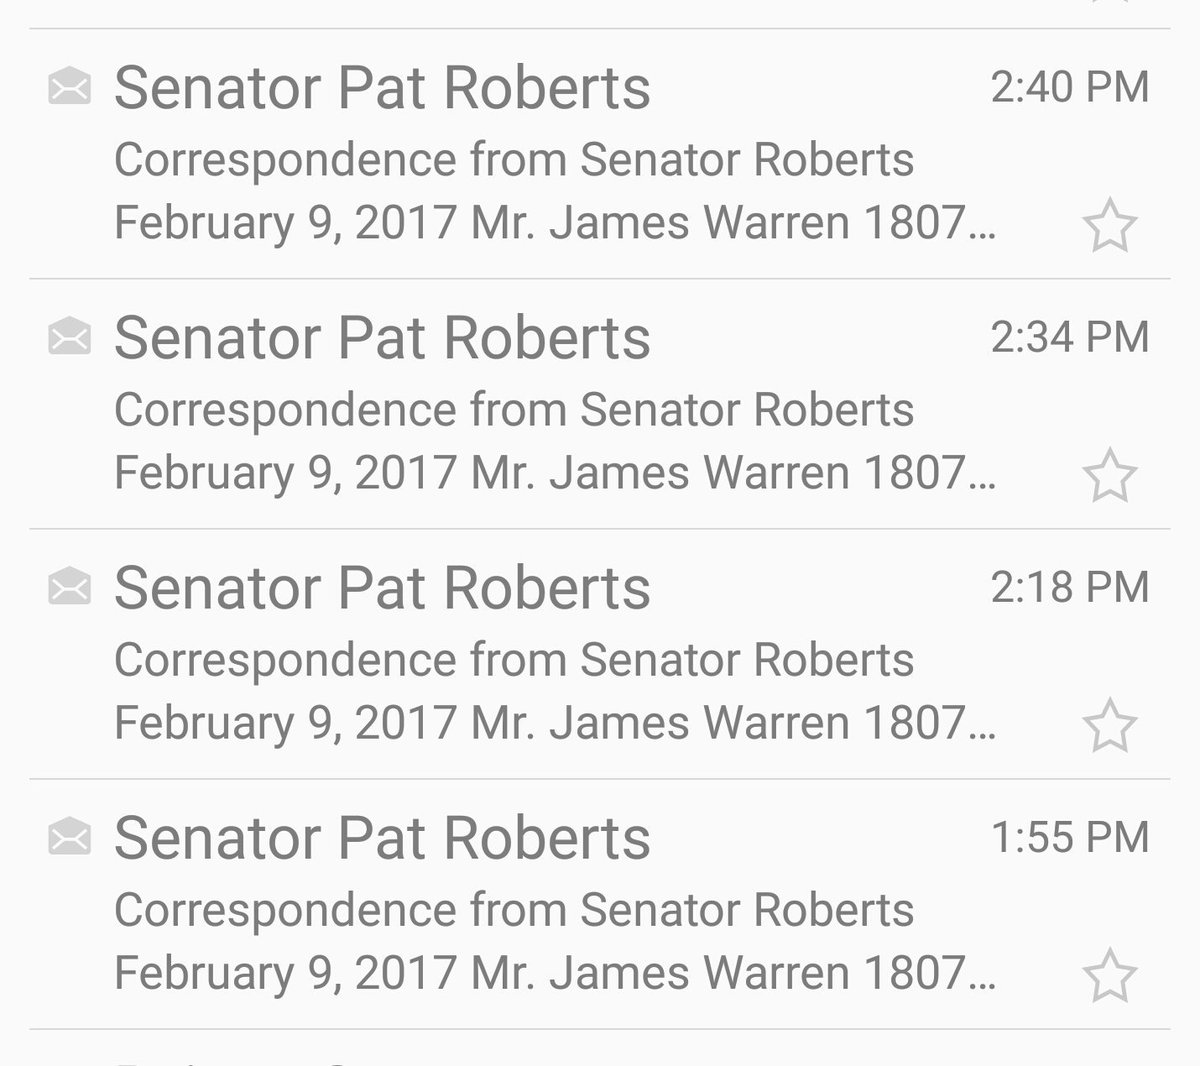 Senator Pat Roberts 2:40 PM
Correspondence from Senator Roberts
February 9, 2017 Mr. James Warren 1807...
Senator Pat Roberts 2:34 PM
Correspondence from Senator Roberts
February 9, 2017 Mr. James Warren 1807...
Senator Pat Roberts 2:18 PM
Correspondence from Senator Roberts
February 9, 2017 Mr. James Warren 1807...
Senator Pat Roberts 1:55 PM
Correspondence from Senator Roberts
February 9, 2017 Mr. James Warren 1807...